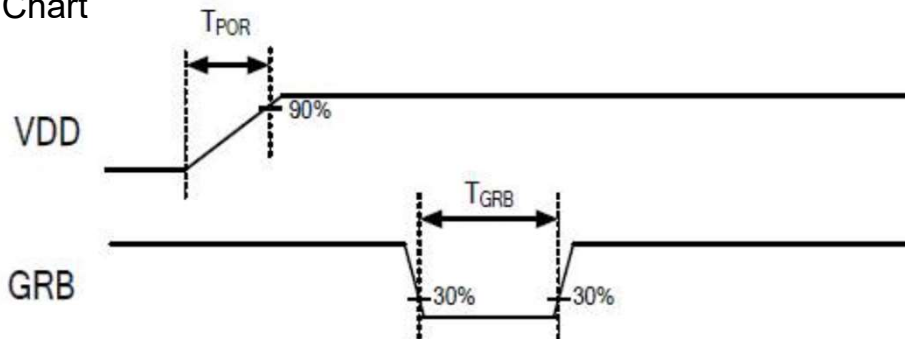 Chart
TPOR
90%
VDD
TGRB
GRB
30%
30%